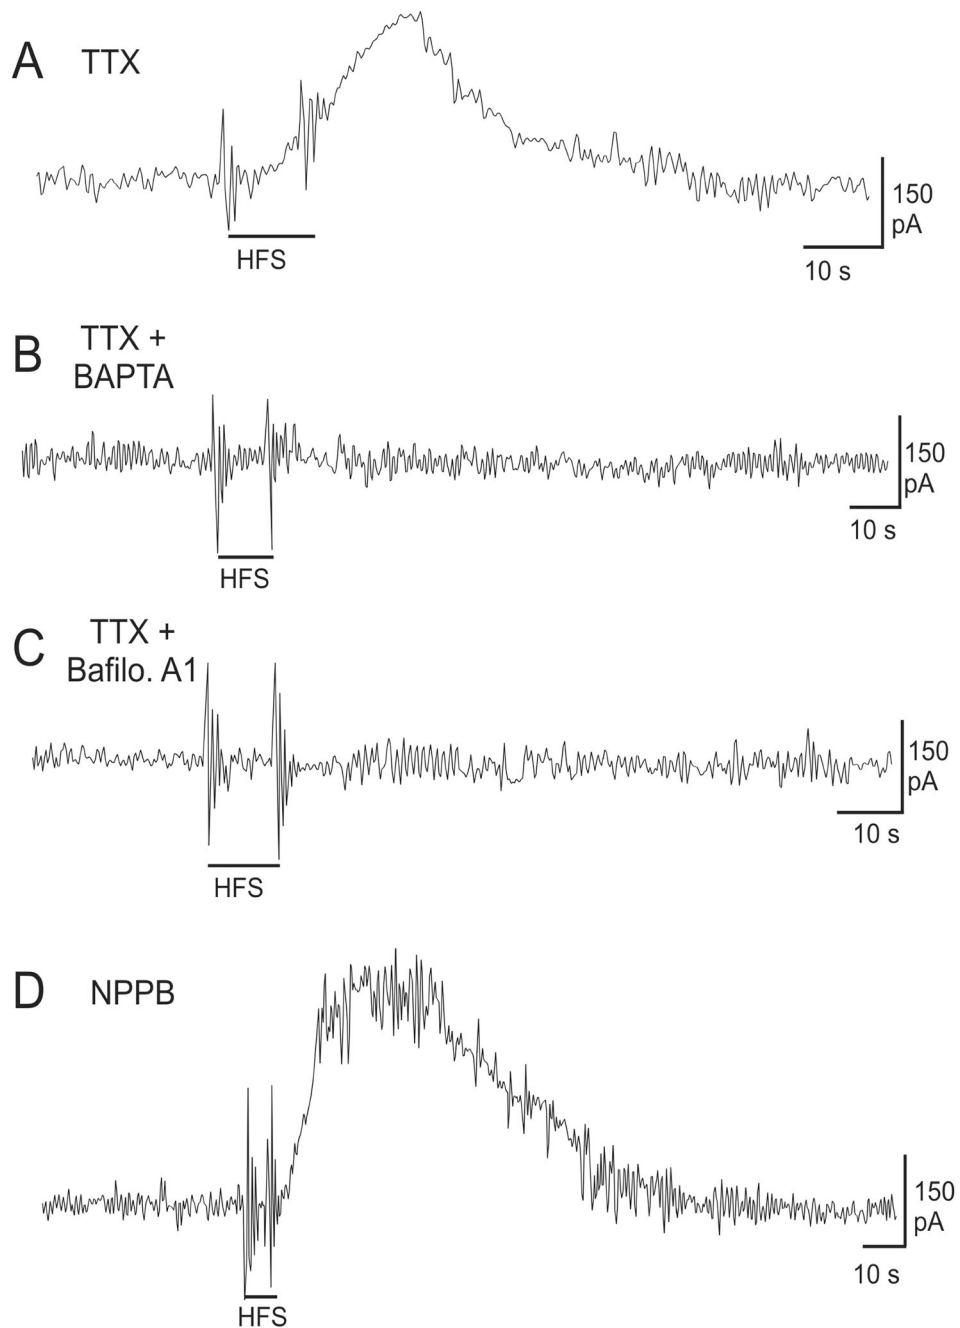 A
TTX
150
pA
HFS
10 s
B
TTX +
BAPTA
150
pA
10 s
HFS
C
TTX +
Bafilo. A1
150
pA
10 s
HFS
D
NPPB
150
pA
10 s
HFS